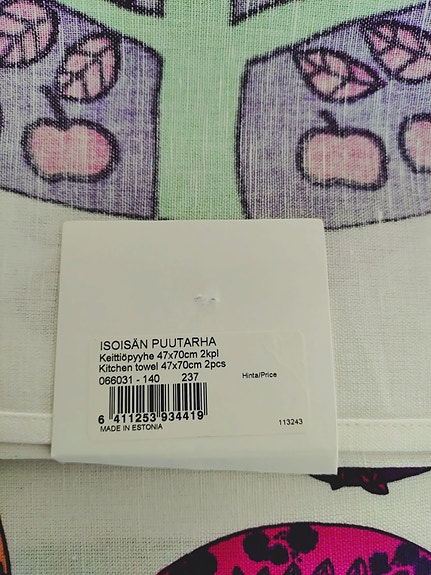 ISOISÄN PUUTARHA
Keittiöpyyhe 47x70cm 2kpl
Kitchen towel 47x70cm 2pcs
066031 - 140 237 Hinta/Price
6 411253 934419
MADE IN ESTONIA 113243